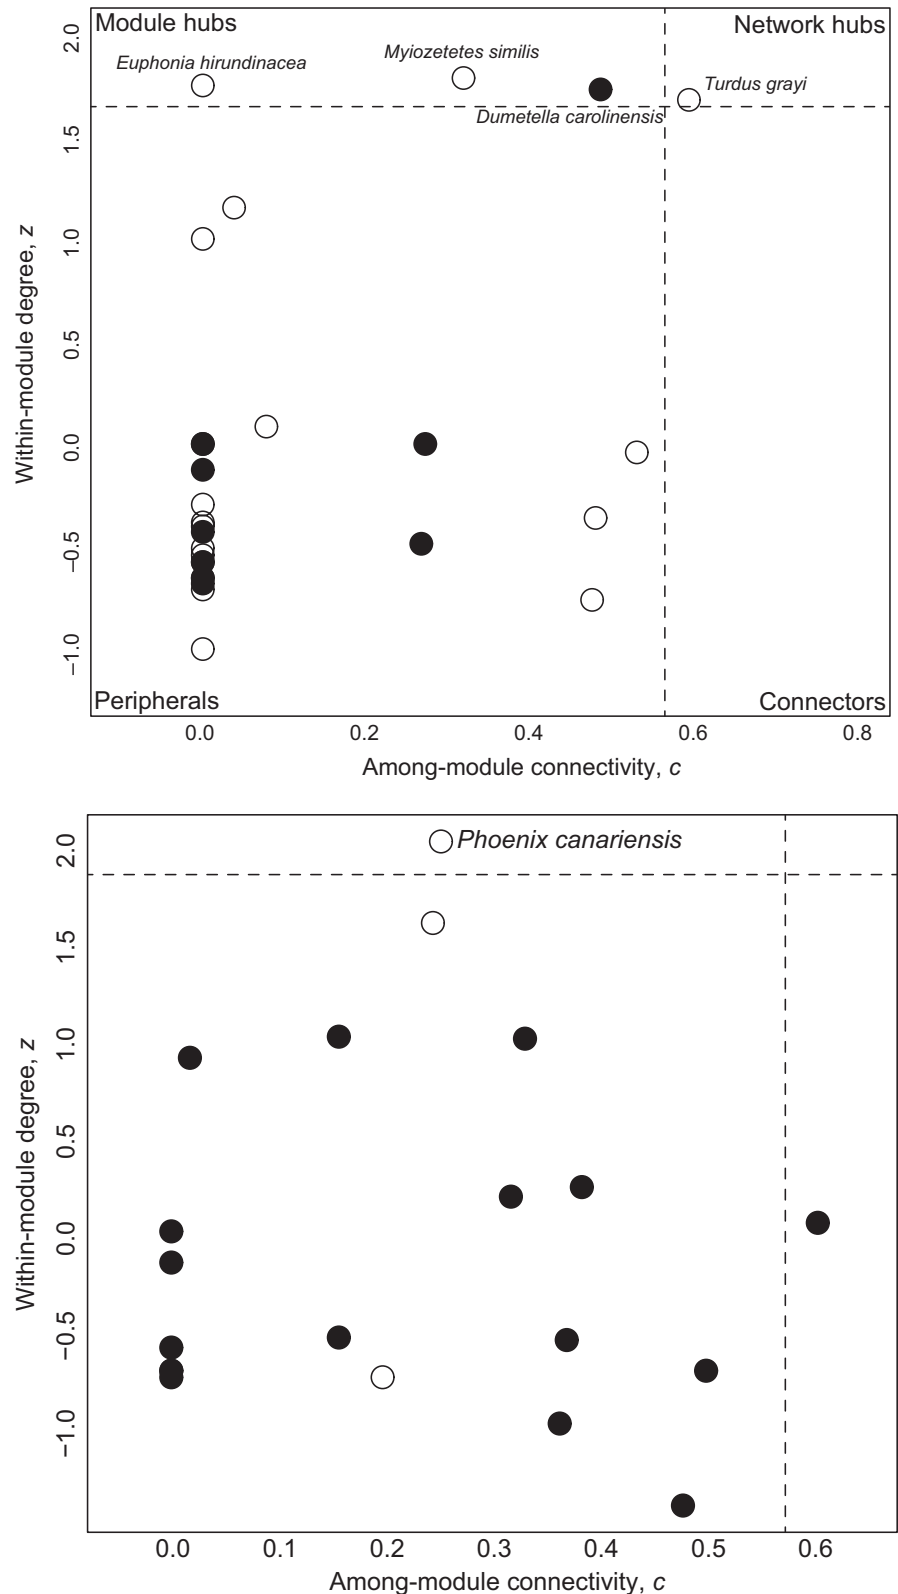 Module hubs
Network hubs
Euphonia hirundinacea
Myiozetetes similis
Turdus grayi
Dumetella carolinensis
2.0
1.5
1.0
0.5
0.0
−0.5
−1.0
Within-module degree, z
Peripherals
Connectors
0.0 0.2 0.4 0.6 0.8
Among-module connectivity, c
Phoenix canariensis
2.0
1.5
1.0
0.5
0.0
−0.5
−1.0
Within-module degree, z
0.0 0.1 0.2 0.3 0.4 0.5 0.6
Among-module connectivity, c